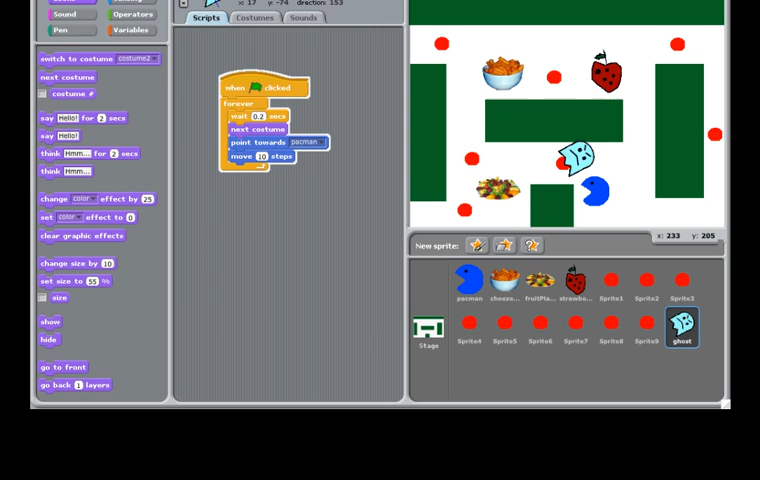 x: 17 y: -74 direction: 153
Sound Operators
Pen Variables
Scripts Costumes Sounds
switch to costume costume2
next costume
costume #
say Hello! for 2 secs
say Hello!
think Hmm... for 2 secs
think Hmm...
change color effect by 25
set color effect to 0
clear graphic effects
change size by 10
set size to 55 %
size
show
hide
go to front
go back 1 layers
when clicked
forever
wait 0.2 secs
next costume
point towards pacman
move 10 steps
x: 233 y: 205
New sprite:
pacman cheeza... fruitPla... strawbe... Sprite1 Sprite2 Sprite3
Stage
Sprite4 Sprite5 Sprite6 Sprite7 Sprite8 Sprite9 ghost